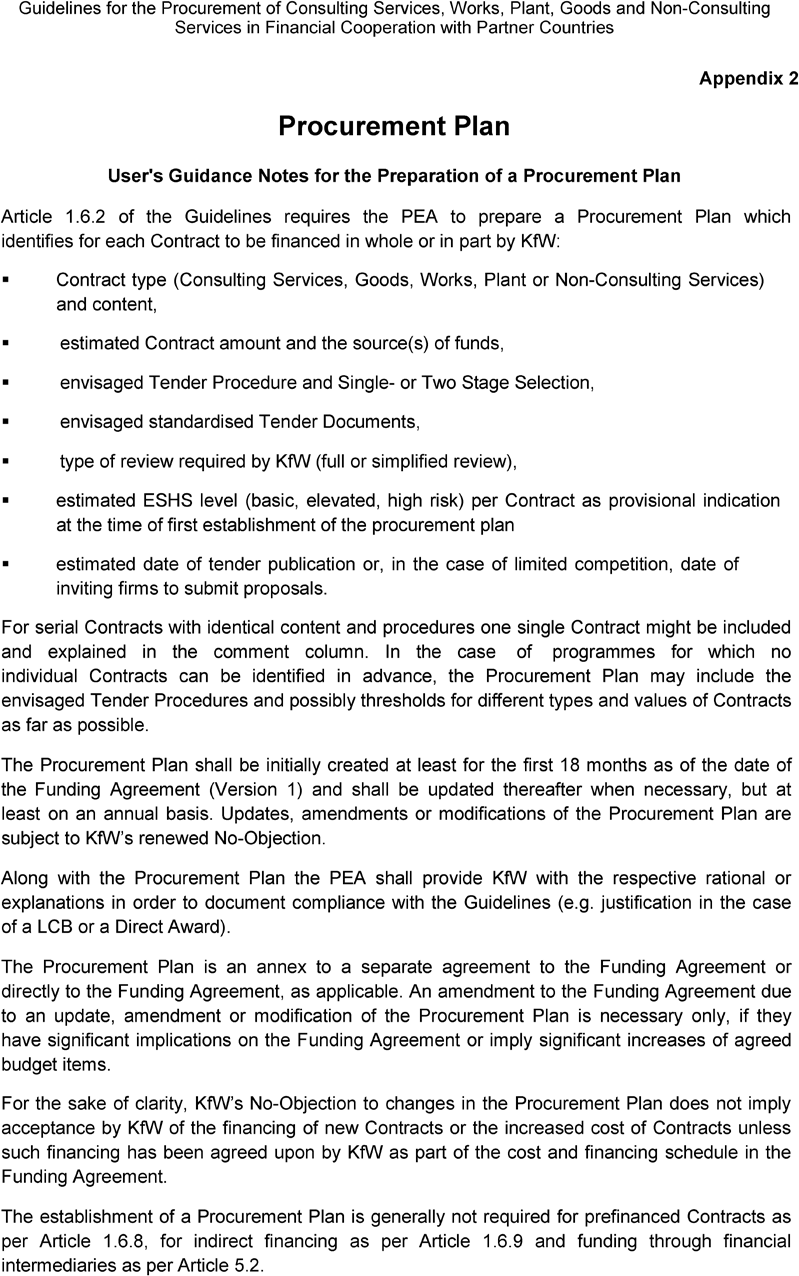 Guidelines for the Procurement of Consulting Services, Works, Plant, Goods and Non-Consulting
Services in Financial Cooperation with Partner Countries
Appendix 2
Procurement Plan
User's Guidance Notes for the Preparation of a Procurement Plan
Article 1.6.2 of the Guidelines requires the PEA to prepare a Procurement Plan which
identifies for each Contract to be financed in whole or in part by KfW:
▪ Contract type (Consulting Services, Goods, Works, Plant or Non-Consulting Services)
and content,
▪ estimated Contract amount and the source(s) of funds,
▪ envisaged Tender Procedure and Single- or Two Stage Selection,
▪ envisaged standardised Tender Documents,
▪ type of review required by KfW (full or simplified review),
▪ estimated ESHS level (basic, elevated, high risk) per Contract as provisional indication
at the time of first establishment of the procurement plan
▪ estimated date of tender publication or, in the case of limited competition, date of
inviting firms to submit proposals.
For serial Contracts with identical content and procedures one single Contract might be included
and explained in the comment column. In the case of programmes for which no
individual Contracts can be identified in advance, the Procurement Plan may include the
envisaged Tender Procedures and possibly thresholds for different types and values of Contracts
as far as possible.
The Procurement Plan shall be initially created at least for the first 18 months as of the date of
the Funding Agreement (Version 1) and shall be updated thereafter when necessary, but at
least on an annual basis. Updates, amendments or modifications of the Procurement Plan are
subject to KfW's renewed No-Objection.
Along with the Procurement Plan the PEA shall provide KfW with the respective rational or
explanations in order to document compliance with the Guidelines (e.g. justification in the case
of a LCB or a Direct Award).
The Procurement Plan is an annex to a separate agreement to the Funding Agreement or
directly to the Funding Agreement, as applicable. An amendment to the Funding Agreement due
to an update, amendment or modification of the Procurement Plan is necessary only, if they
have significant implications on the Funding Agreement or imply significant increases of agreed
budget items.
For the sake of clarity, KfW's No-Objection to changes in the Procurement Plan does not imply
acceptance by KfW of the financing of new Contracts or the increased cost of Contracts unless
such financing has been agreed upon by KfW as part of the cost and financing schedule in the
Funding Agreement.
The establishment of a Procurement Plan is generally not required for prefinanced Contracts as
per Article 1.6.8, for indirect financing as per Article 1.6.9 and funding through financial
intermediaries as per Article 5.2.